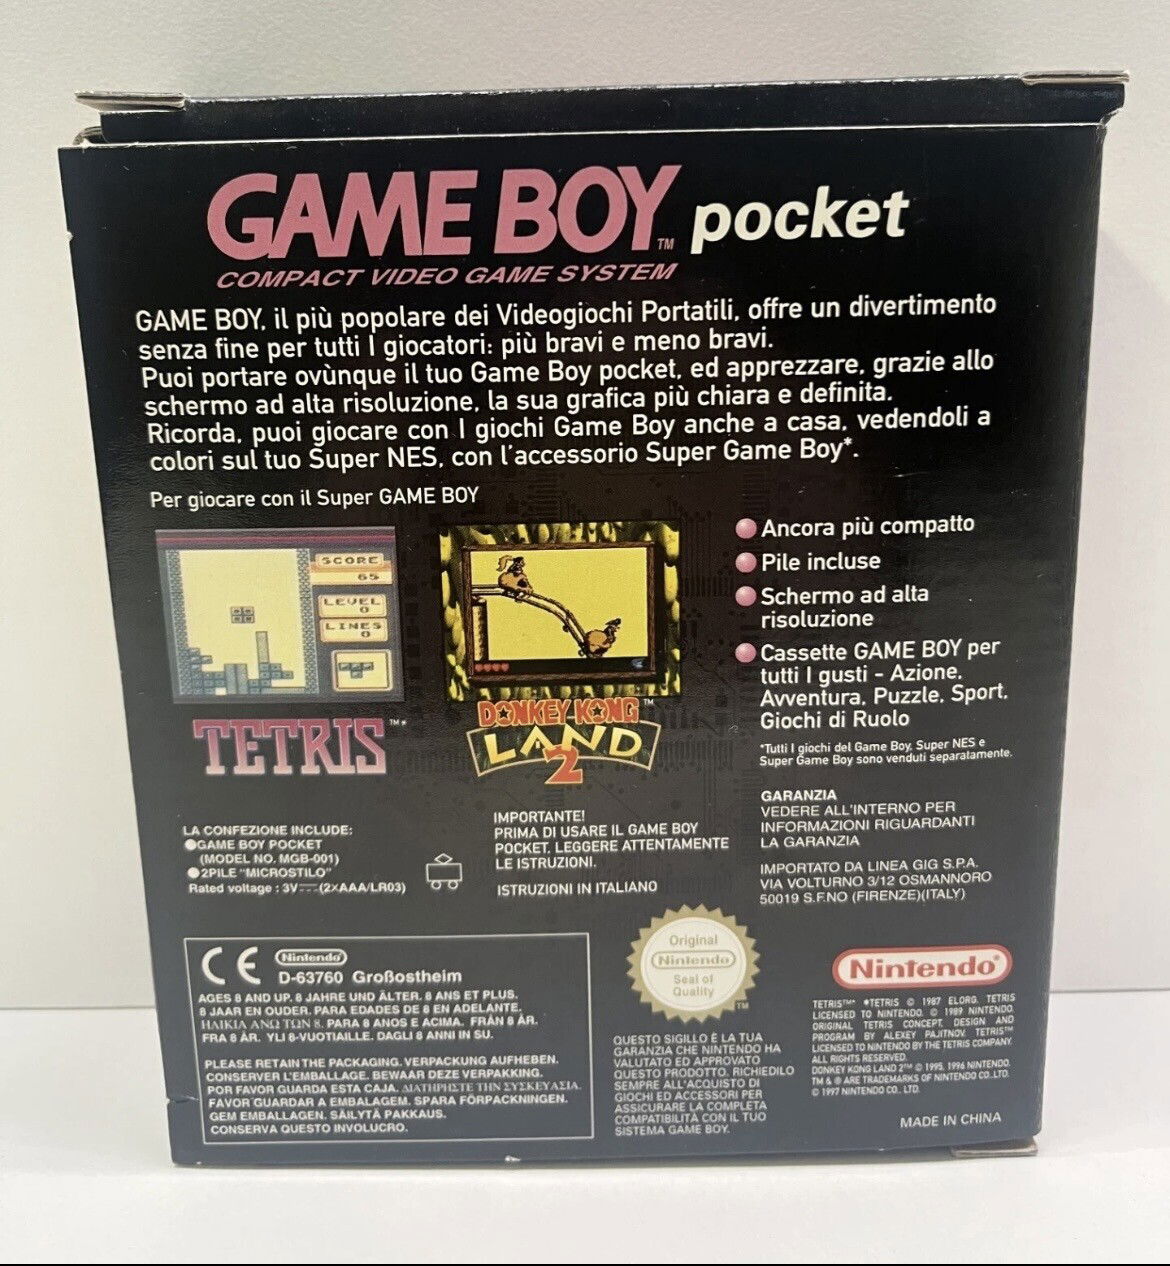 GAME BOY™ pocket
COMPACT VIDEO GAME SYSTEM
GAME BOY, il più popolare dei Videogiochi Portatili, offre un divertimento
senza fine per tutti I giocatori: più bravi e meno bravi.
Puoi portare ovùnque il tuo Game Boy pocket, ed apprezzare, grazie allo
schermo ad alta risoluzione, la sua grafica più chiara e definita.
Ricorda, puoi giocare con I giochi Game Boy anche a casa, vedendoli a
colori sul tuo Super NES, con l'accessorio Super Game Boy*.
Per giocare con il Super GAME BOY
SCORE
65
LEVEL
0
LINES
0
TETRIS™*
DONKEY KONG™
LAND
2
Ancora più compatto
Pile incluse
Schermo ad alta
risoluzione
Cassette GAME BOY per
tutti I gusti - Azione,
Avventura, Puzzle, Sport,
Giochi di Ruolo
*Tutti I giochi del Game Boy, Super NES e
Super Game Boy sono venduti separatamente.
LA CONFEZIONE INCLUDE:
●GAME BOY POCKET
(MODEL NO. MGB-001)
●2PILE "MICROSTILO"
Rated voltage : 3V⎓(2×AAA/LR03)
IMPORTANTE!
PRIMA DI USARE IL GAME BOY
POCKET, LEGGERE ATTENTAMENTE
LE ISTRUZIONI.
ISTRUZIONI IN ITALIANO
GARANZIA
VEDERE ALL'INTERNO PER
INFORMAZIONI RIGUARDANTI
LA GARANZIA
IMPORTATO DA LINEA GIG S.P.A.
VIA VOLTURNO 3/12 OSMANNORO
50019 S.F.NO (FIRENZE)(ITALY)
CE Nintendo
D-63760 Großostheim
AGES 8 AND UP. 8 JAHRE UND ÄLTER. 8 ANS ET PLUS.
8 JAAR EN OUDER. PARA EDADES DE 8 EN ADELANTE.
ΗΛΙΚΙΑ ΑΝΩ ΤΩΝ 8. PARA 8 ANOS E ACIMA. FRÅN 8 ÅR.
FRA 8 ÅR. YLI 8-VUOTIAILLE. DAGLI 8 ANNI IN SU.
PLEASE RETAIN THE PACKAGING. VERPACKUNG AUFHEBEN.
CONSERVER L'EMBALLAGE. BEWAAR DEZE VERPAKKING.
POR FAVOR GUARDA ESTA CAJA. ΔΙΑΤΗΡΗΣΤΕ ΤΗΝ ΣΥΣΚΕΥΑΣΙΑ.
FAVOR GUARDAR A EMBALAGEM. SPARA FÖRPACKNINGEN.
GEM EMBALLAGEN. SÄILYTÄ PAKKAUS.
CONSERVA QUESTO INVOLUCRO.
Original
Nintendo
Seal of
Quality
TM
QUESTO SIGILLO È LA TUA
GARANZIA CHE NINTENDO HA
VALUTATO ED APPROVATO
QUESTO PRODOTTO. RICHIEDILO
SEMPRE ALL'ACQUISTO DI
GIOCHI ED ACCESSORI PER
ASSICURARE LA COMPLETA
COMPATIBILITÀ CON IL TUO
SISTEMA GAME BOY.
Nintendo®
TETRIS™* *TETRIS © 1987 ELORG. TETRIS
LICENSED TO NINTENDO. © 1989 NINTENDO.
ORIGINAL TETRIS CONCEPT, DESIGN AND
PROGRAM BY ALEXEY PAJITNOV. TETRIS™
LICENSED TO NINTENDO BY THE TETRIS COMPANY.
ALL RIGHTS RESERVED.
DONKEY KONG LAND 2™ © 1995, 1996 NINTENDO.
TM & ® ARE TRADEMARKS OF NINTENDO CO., LTD.
© 1997 NINTENDO CO., LTD.
MADE IN CHINA